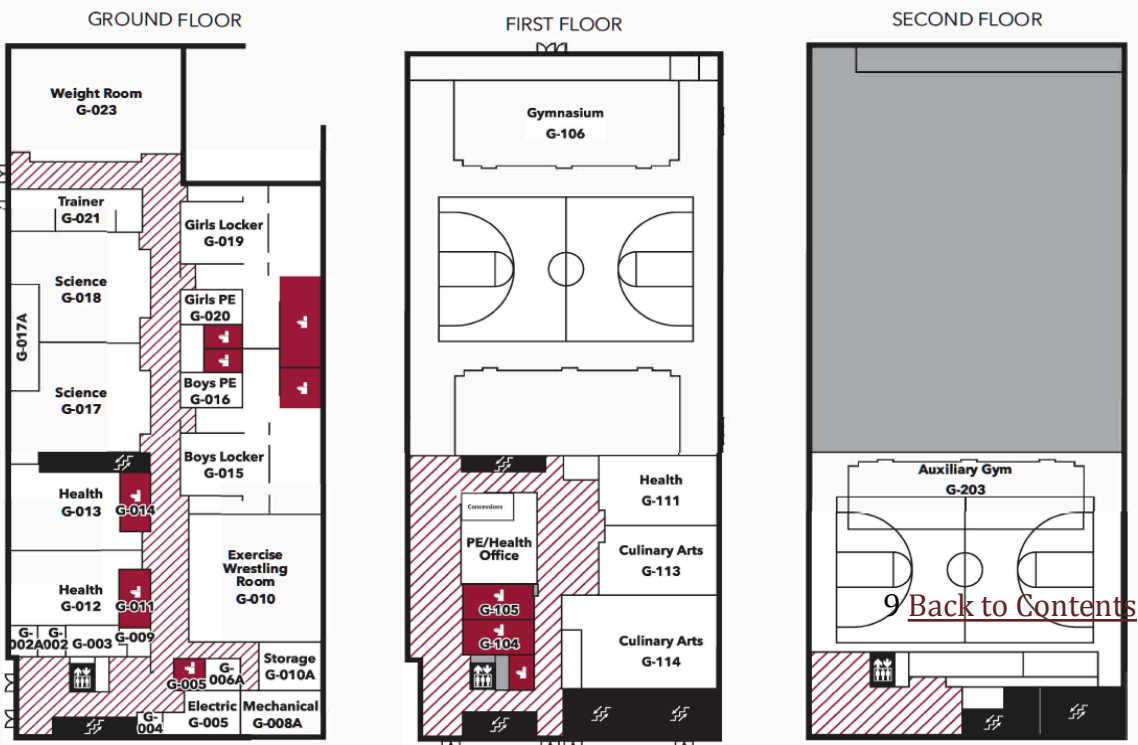 GROUND FLOOR
Weight Room
G-023
Trainer
G-021
Girls Locker
G-019
Science
G-018
Girls PE
G-020
G-017A
Boys PE
G-016
Science
G-017
Boys Locker
G-015
Health
G-013
G-014
Exercise
Wrestling
Room
G-010
Health
G-012
G-011
G-
002A
G-
002
G-003
G-009
G-005
G-
006A
Storage
G-010A
G-
004
Electric
G-005
Mechanical
G-008A
FIRST FLOOR
Gymnasium
G-106
Health
G-111
Concessions
PE/Health
Office
Culinary Arts
G-113
G-105
G-104
Culinary Arts
G-114
SECOND FLOOR
Auxiliary Gym
G-203
9 Back to Contents